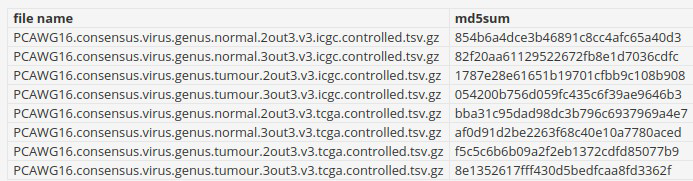 file name md5sum
PCAWG16.consensus.virus.genus.normal.2out3.v3.icgc.controlled.tsv.gz 854b6a4dce3b46891c8cc4afc65a40d3
PCAWG16.consensus.virus.genus.normal.3out3.v3.icgc.controlled.tsv.gz 82f20aa61129522672fb8e1d7036cdfc
PCAWG16.consensus.virus.genus.tumour.2out3.v3.icgc.controlled.tsv.gz 1787e28e61651b19701cfbb9c108b908
PCAWG16.consensus.virus.genus.tumour.3out3.v3.icgc.controlled.tsv.gz 054200b756d059fc435c6f39ae9646b3
PCAWG16.consensus.virus.genus.normal.2out3.v3.tcga.controlled.tsv.gz bba31c95dad98dc3b796c6937969a4e7
PCAWG16.consensus.virus.genus.normal.3out3.v3.tcga.controlled.tsv.gz af0d91d2be2263f68c40e10a7780aced
PCAWG16.consensus.virus.genus.tumour.2out3.v3.tcga.controlled.tsv.gz f5c5c6b6b09a2f2eb1372cdfd85077b9
PCAWG16.consensus.virus.genus.tumour.3out3.v3.tcga.controlled.tsv.gz 8e1352617fff430d5bedfcaa8fd3362f